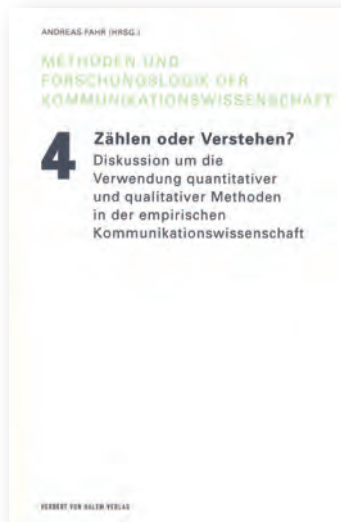 ANDREAS FAHR (HRSG.)
METHODEN UND
FORSCHUNGSLOGIK DER
KOMMUNIKATIONSWISSENSCHAFT
4
Zählen oder Verstehen?
Diskussion um die
Verwendung quantitativer
und qualitativer Methoden
in der empirischen
Kommunikationswissenschaft
HERBERT VON HALEM VERLAG